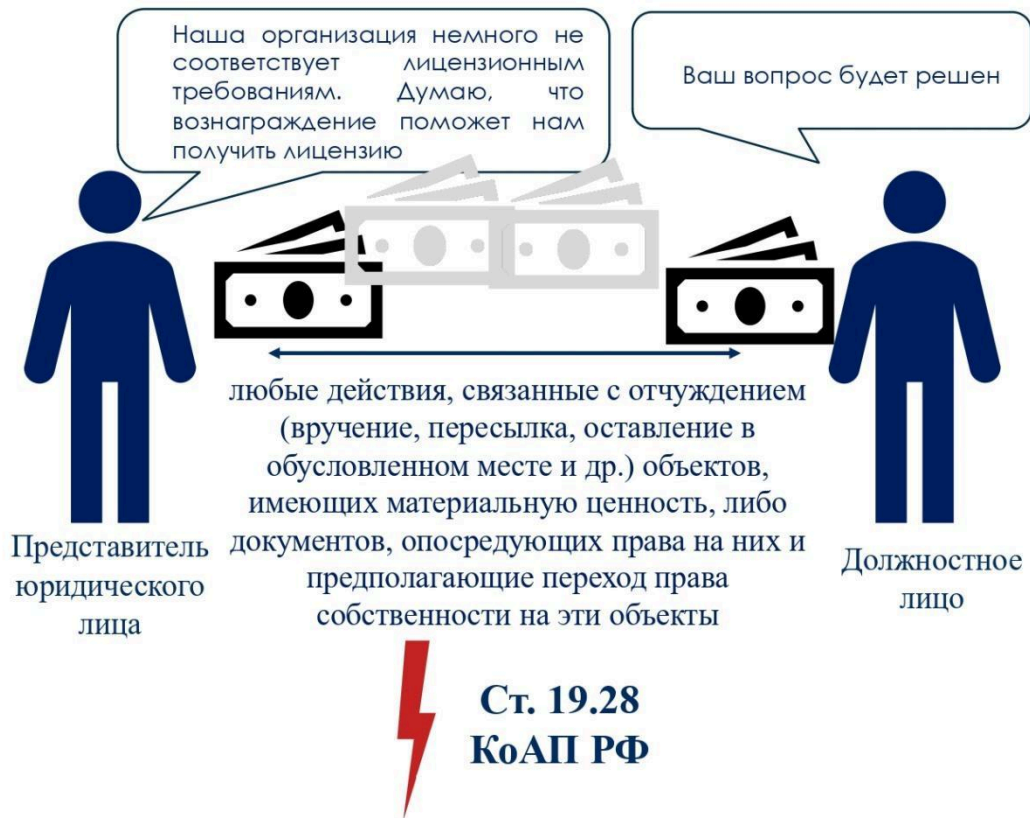 Наша организация немного не
соответствует лицензионным
требованиям. Думаю, что
вознаграждение поможет нам
получить лицензию
Ваш вопрос будет решен
любые действия, связанные с отчуждением
(вручение, пересылка, оставление в
обусловленном месте и др.) объектов,
имеющих материальную ценность, либо
документов, опосредующих права на них и
предполагающие переход права
собственности на эти объекты
Представитель
юридического
лица
Должностное
лицо
Ст. 19.28
КоАП РФ